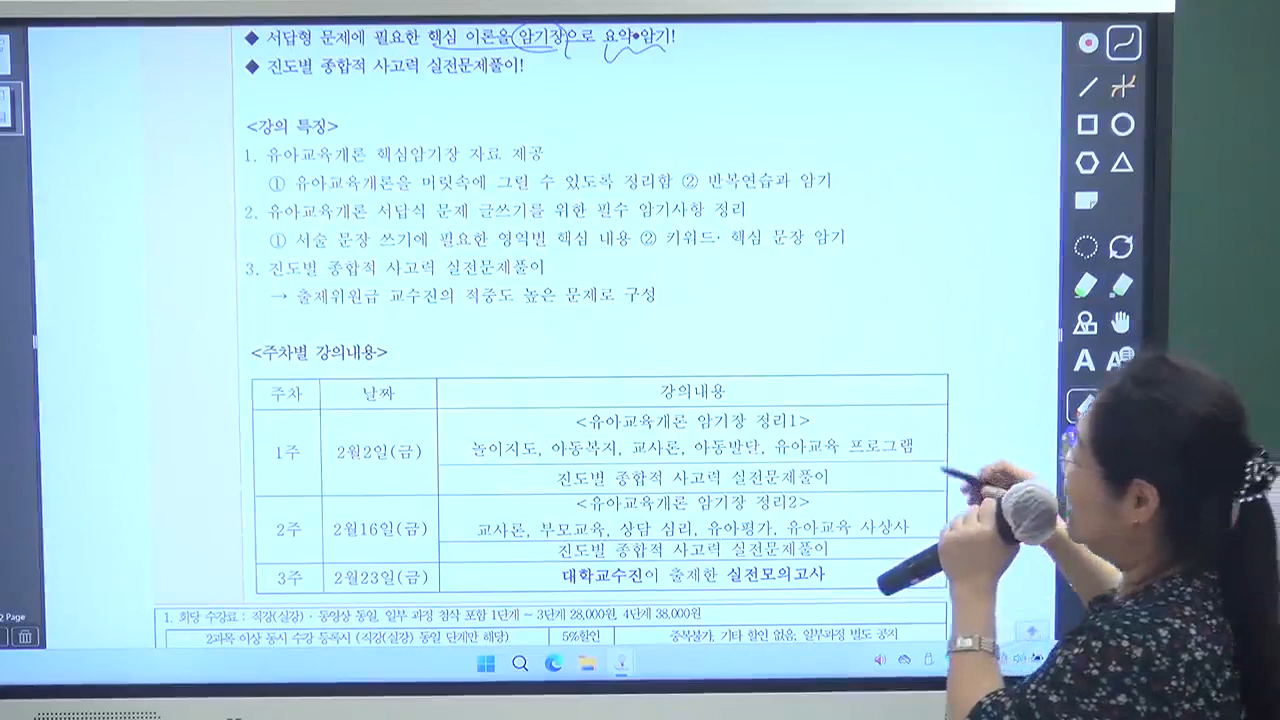 ◆ 서답형 문제에 필요한 핵심 이론을 암기장으로 요약•암기!
◆ 진도별 종합적 사고력 실전문제풀이!
<강의 특징>
1. 유아교육개론 핵심암기장 자료 제공
① 유아교육개론을 머릿속에 그릴 수 있도록 정리함 ② 반복연습과 암기
2. 유아교육개론 서답식 문제 글쓰기를 위한 필수 암기사항 정리
① 서술 문장 쓰기에 필요한 영역별 핵심 내용 ② 키워드· 핵심 문장 암기
3. 진도별 종합적 사고력 실전문제풀이
→ 출제위원급 교수진의 적중도 높은 문제로 구성
<주차별 강의내용>
주차 날짜 강의내용
1주 2월2일(금) <유아교육개론 암기장 정리1>
놀이지도, 아동복지, 교사론, 아동발단, 유아교육 프로그램
진도별 종합적 사고력 실전문제풀이
2주 2월16일(금) <유아교육개론 암기장 정리2>
교사론, 부모교육, 상담 심리, 유아평가, 유아교육 사상사
진도별 종합적 사고력 실전문제풀이
3주 2월23일(금) 대학교수진이 출제한 실전모의고사
1. 회당 수강료 : 직강(실강) · 동영상 동일, 일부 과정 첨삭 포함 1단계 ~ 3단계 28,000원, 4단계 38,000원
2과목 이상 동시 수강 등록시 (직강(실강) 동일 단계만 해당) 5%할인 중복불가, 기타 할인 없음, 일부과정 별도 공지
2 Page
A A